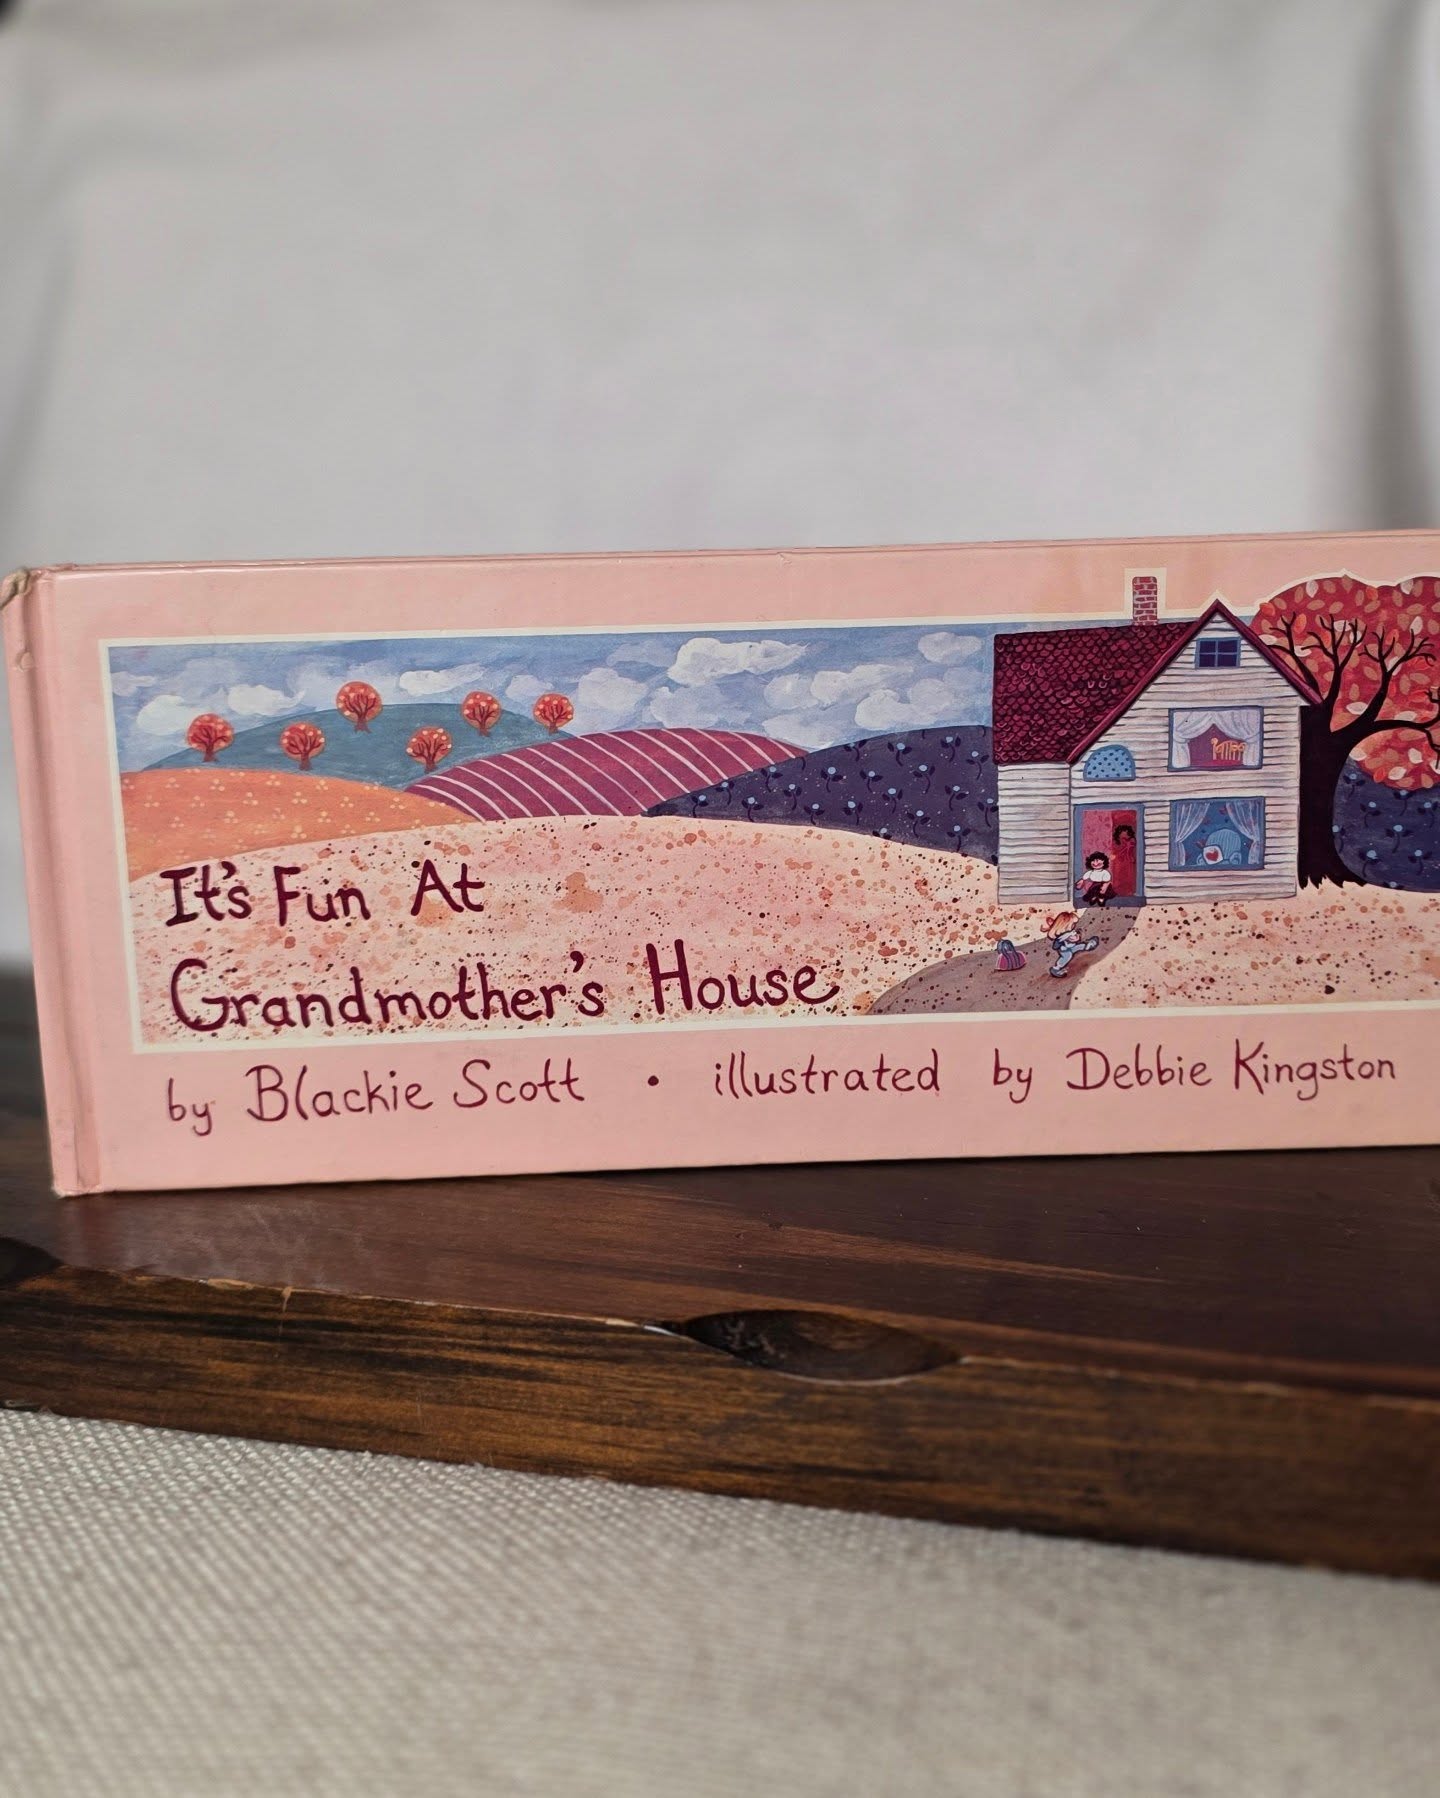 It's Fun At
Grandmother's House
by Blackie Scott • illustrated by Debbie Kingston